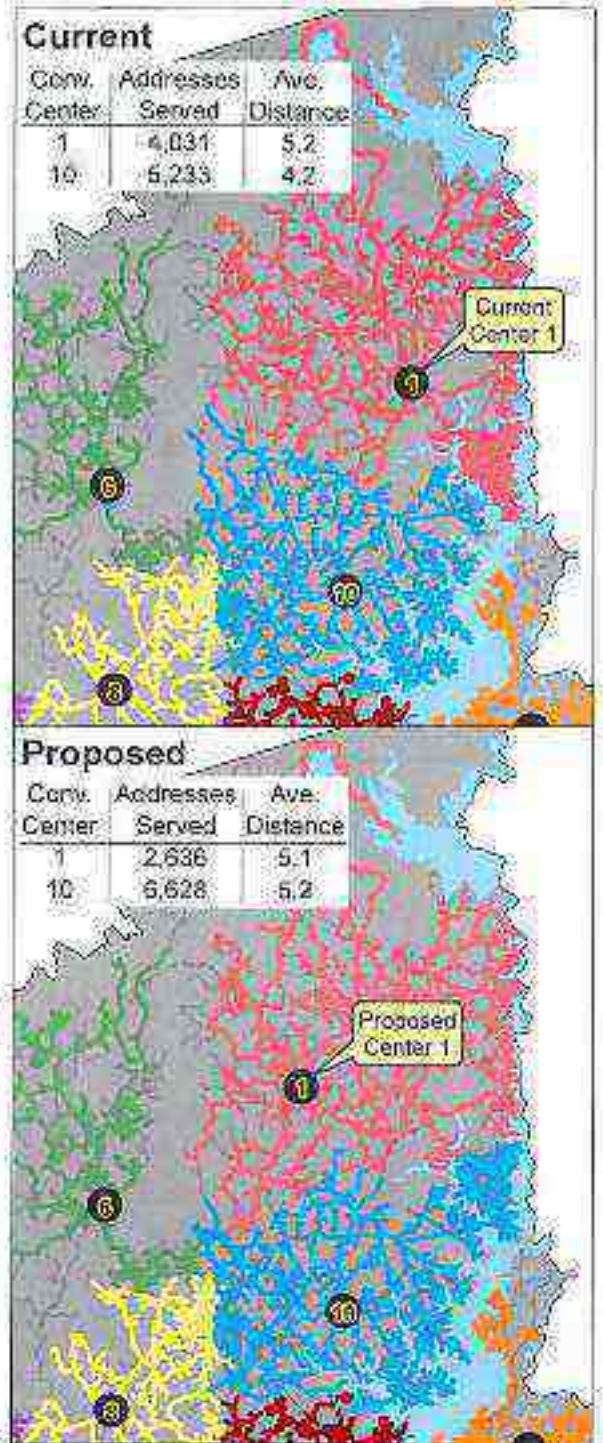 Current
Conv. Addresses Ave.
Center Served Distance
1 4,031 5.2
10 5,233 4.2
Current
Center 1
1
6
10
8
Proposed
Conv. Addresses Ave.
Center Served Distance
1 2,636 5.1
10 6,628 5.2
Proposed
Center 1
1
6
10